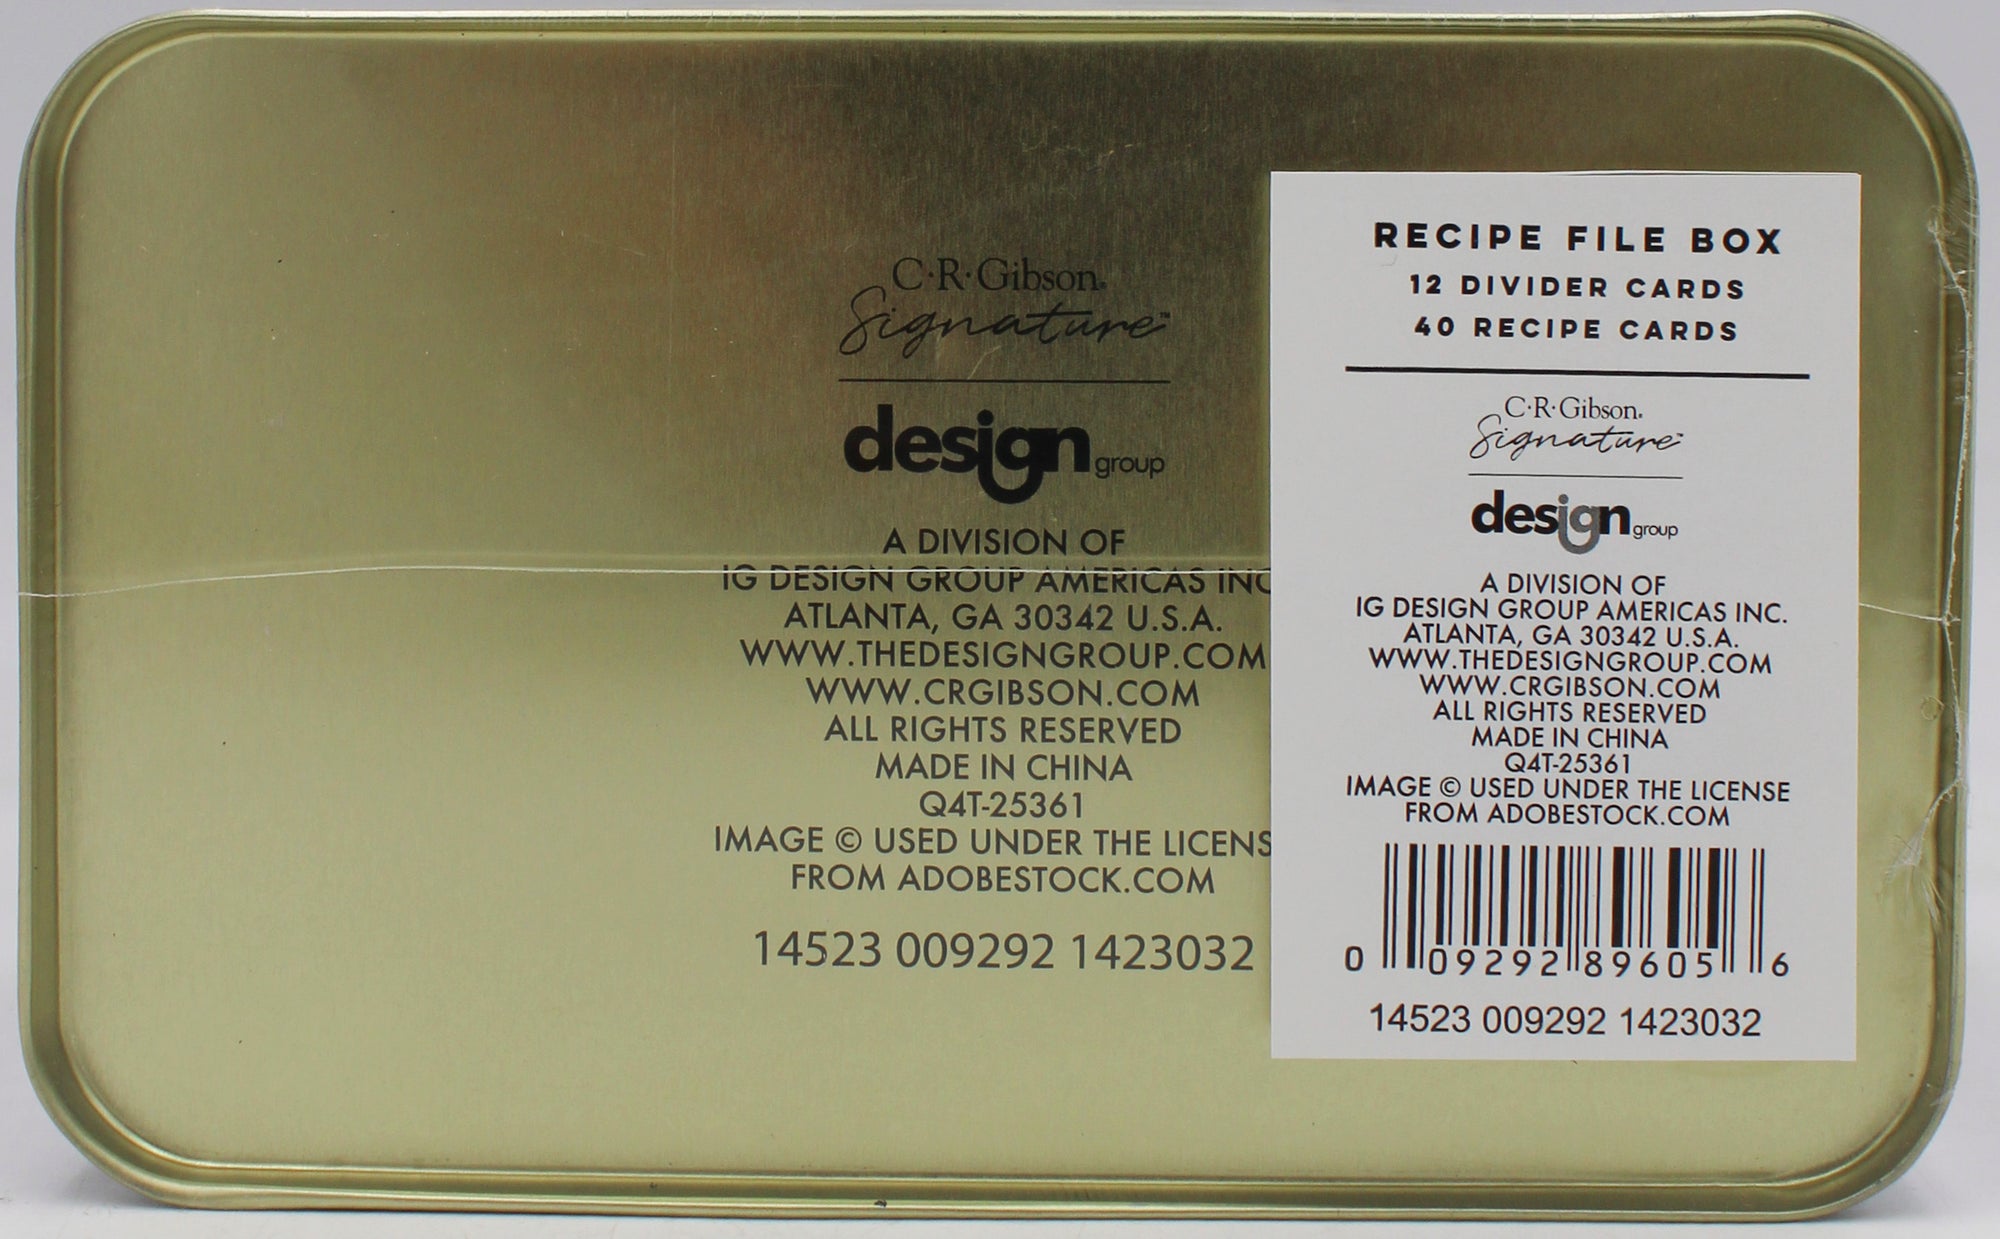 C·R·Gibson®
Signature™
design group
A DIVISION OF
IG DESIGN GROUP AMERICAS INC
ATLANTA, GA 30342 U.S.A.
WWW.THEDESIGNGROUP.COM
WWW.CRGIBSON.COM
ALL RIGHTS RESERVED
MADE IN CHINA
Q4T-25361
IMAGE © USED UNDER THE LICENS
FROM ADOBESTOCK.COM
14523 009292 1423032
RECIPE FILE BOX
12 DIVIDER CARDS
40 RECIPE CARDS
C·R·Gibson®
Signature™
design group
A DIVISION OF
IG DESIGN GROUP AMERICAS INC.
ATLANTA, GA 30342 U.S.A.
WWW.THEDESIGNGROUP.COM
WWW.CRGIBSON.COM
ALL RIGHTS RESERVED
MADE IN CHINA
Q4T-25361
IMAGE © USED UNDER THE LICENSE
FROM ADOBESTOCK.COM
0 09292 89605 6
14523 009292 1423032